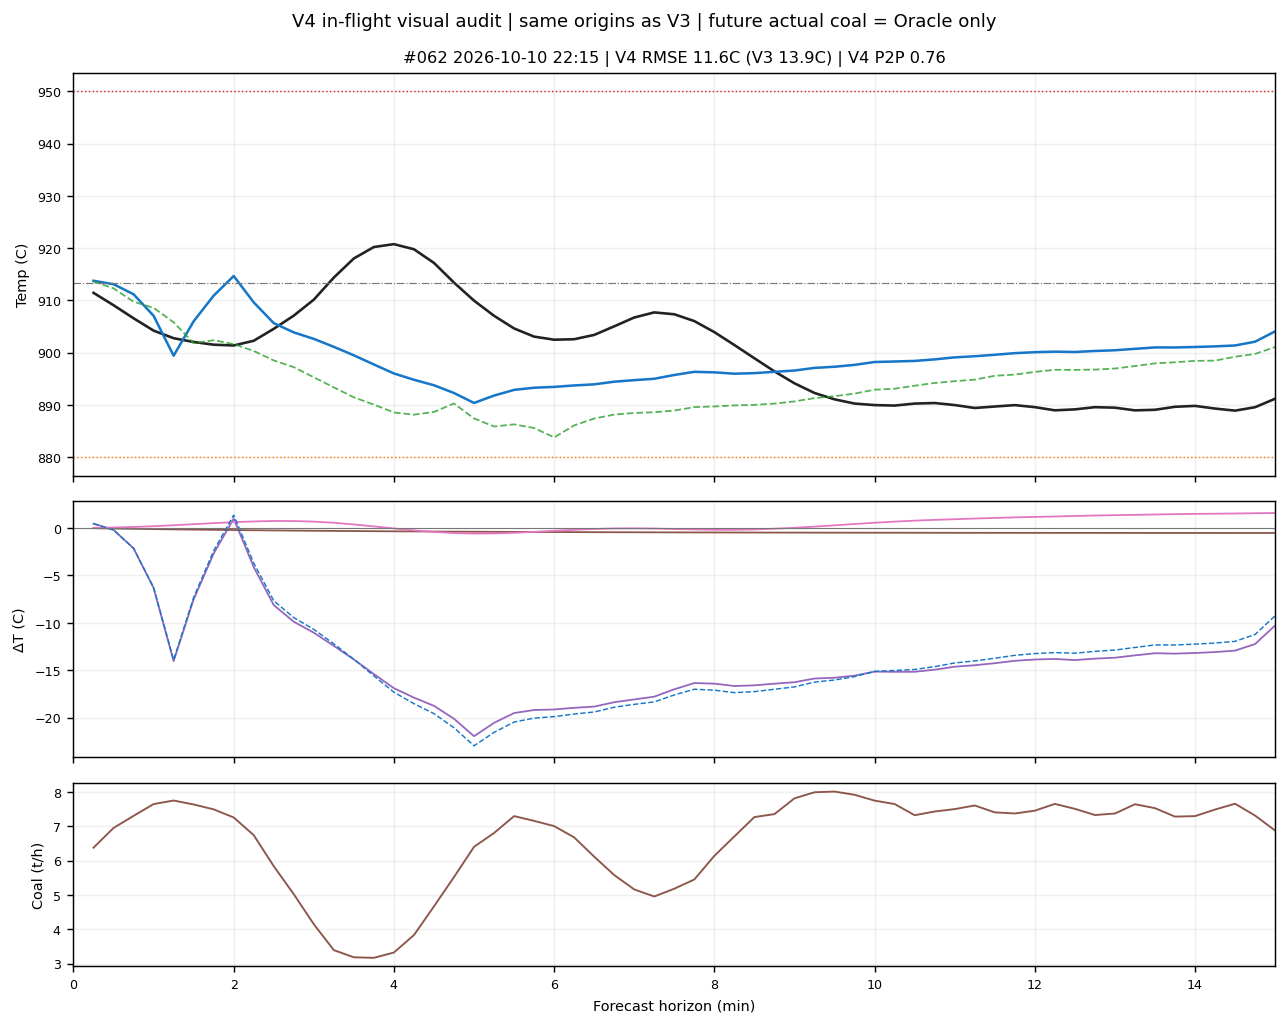 V4 in-flight visual audit | same origins as V3 | future actual coal = Oracle only
#062 2026-10-10 22:15 | V4 RMSE 11.6C (V3 13.9C) | V4 P2P 0.76
Temp (C)
950
940
930
920
910
900
890
880
ΔT (C)
0
−5
−10
−15
−20
Coal (t/h)
8
7
6
5
4
3
0 2 4 6 8 10 12 14
Forecast horizon (min)